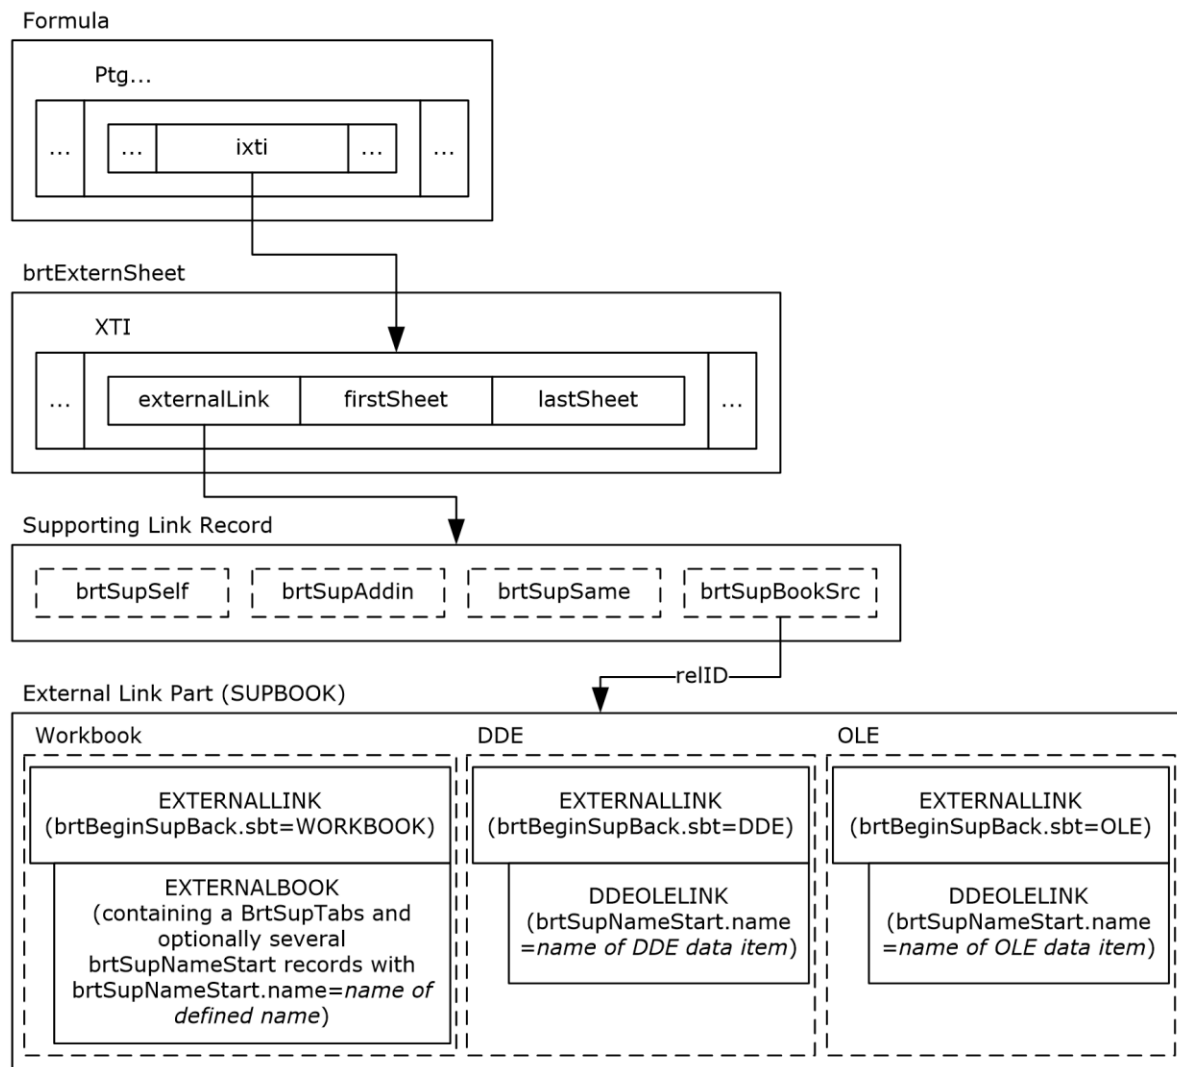 Formula
Ptg...
...
...
ixti
...
...
brtExternSheet
XTI
...
externalLink
firstSheet
lastSheet
...
Supporting Link Record
brtSupSelf
brtSupAddin
brtSupSame
brtSupBookSrc
relID
External Link Part (SUPBOOK)
Workbook
EXTERNALLINK
(brtBeginSupBack.sbt=WORKBOOK)
EXTERNALBOOK
(containing a BrtSupTabs and
optionally several
brtSupNameStart records with
brtSupNameStart.name=name of
defined name)
DDE
EXTERNALLINK
(brtBeginSupBack.sbt=DDE)
DDEOLELINK
(brtSupNameStart.name
=name of DDE data item)
OLE
EXTERNALLINK
(brtBeginSupBack.sbt=OLE)
DDEOLELINK
(brtSupNameStart.name
=name of OLE data item)